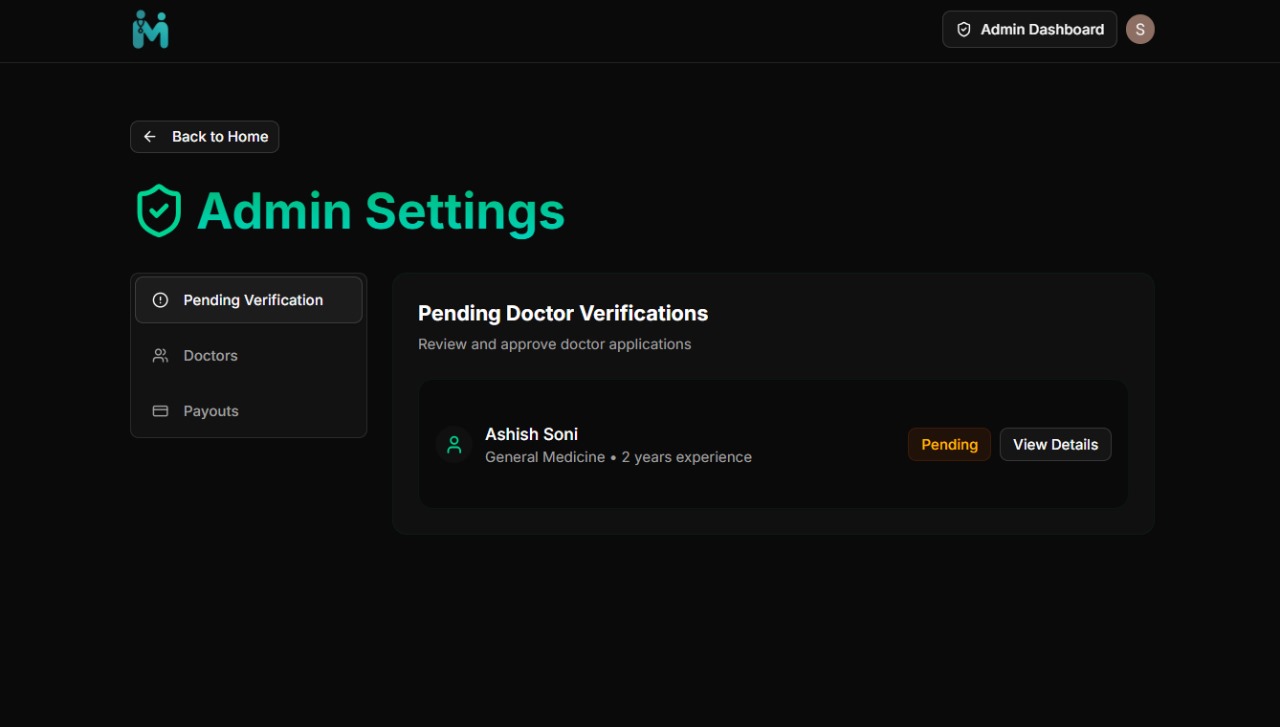 Admin Dashboard
S
Back to Home
Admin Settings
Pending Verification
Doctors
Payouts
Pending Doctor Verifications
Review and approve doctor applications
Ashish Soni
General Medicine • 2 years experience
Pending
View Details